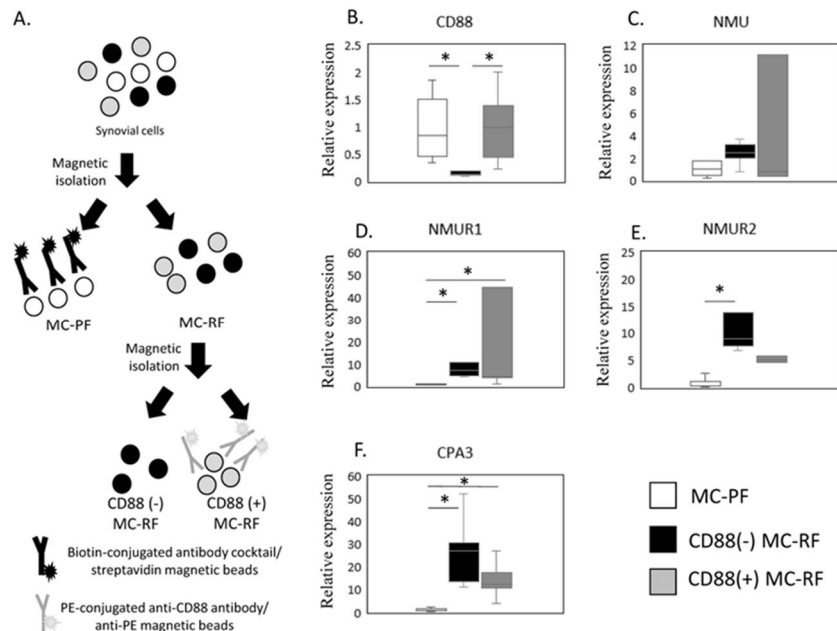 A.
Synovial cells
Magnetic
isolation
MC-PF
MC-RF
Magnetic
isolation
CD88 (-)
MC-RF
CD88 (+)
MC-RF
Biotin-conjugated antibody cocktail/
streptavidin magnetic beads
PE-conjugated anti-CD88 antibody/
anti-PE magnetic beads
B.
CD88
Relative expression
2.5
2
1.5
1
0.5
0
*
*
C.
NMU
Relative expression
12
10
8
6
4
2
0
D.
NMUR1
Relative expression
60
50
40
30
20
10
0
*
*
E.
NMUR2
Relative expression
25
20
15
10
5
0
*
F.
CPA3
Relative expression
60
50
40
30
20
10
0
*
*
MC-PF
CD88(-) MC-RF
CD88(+) MC-RF